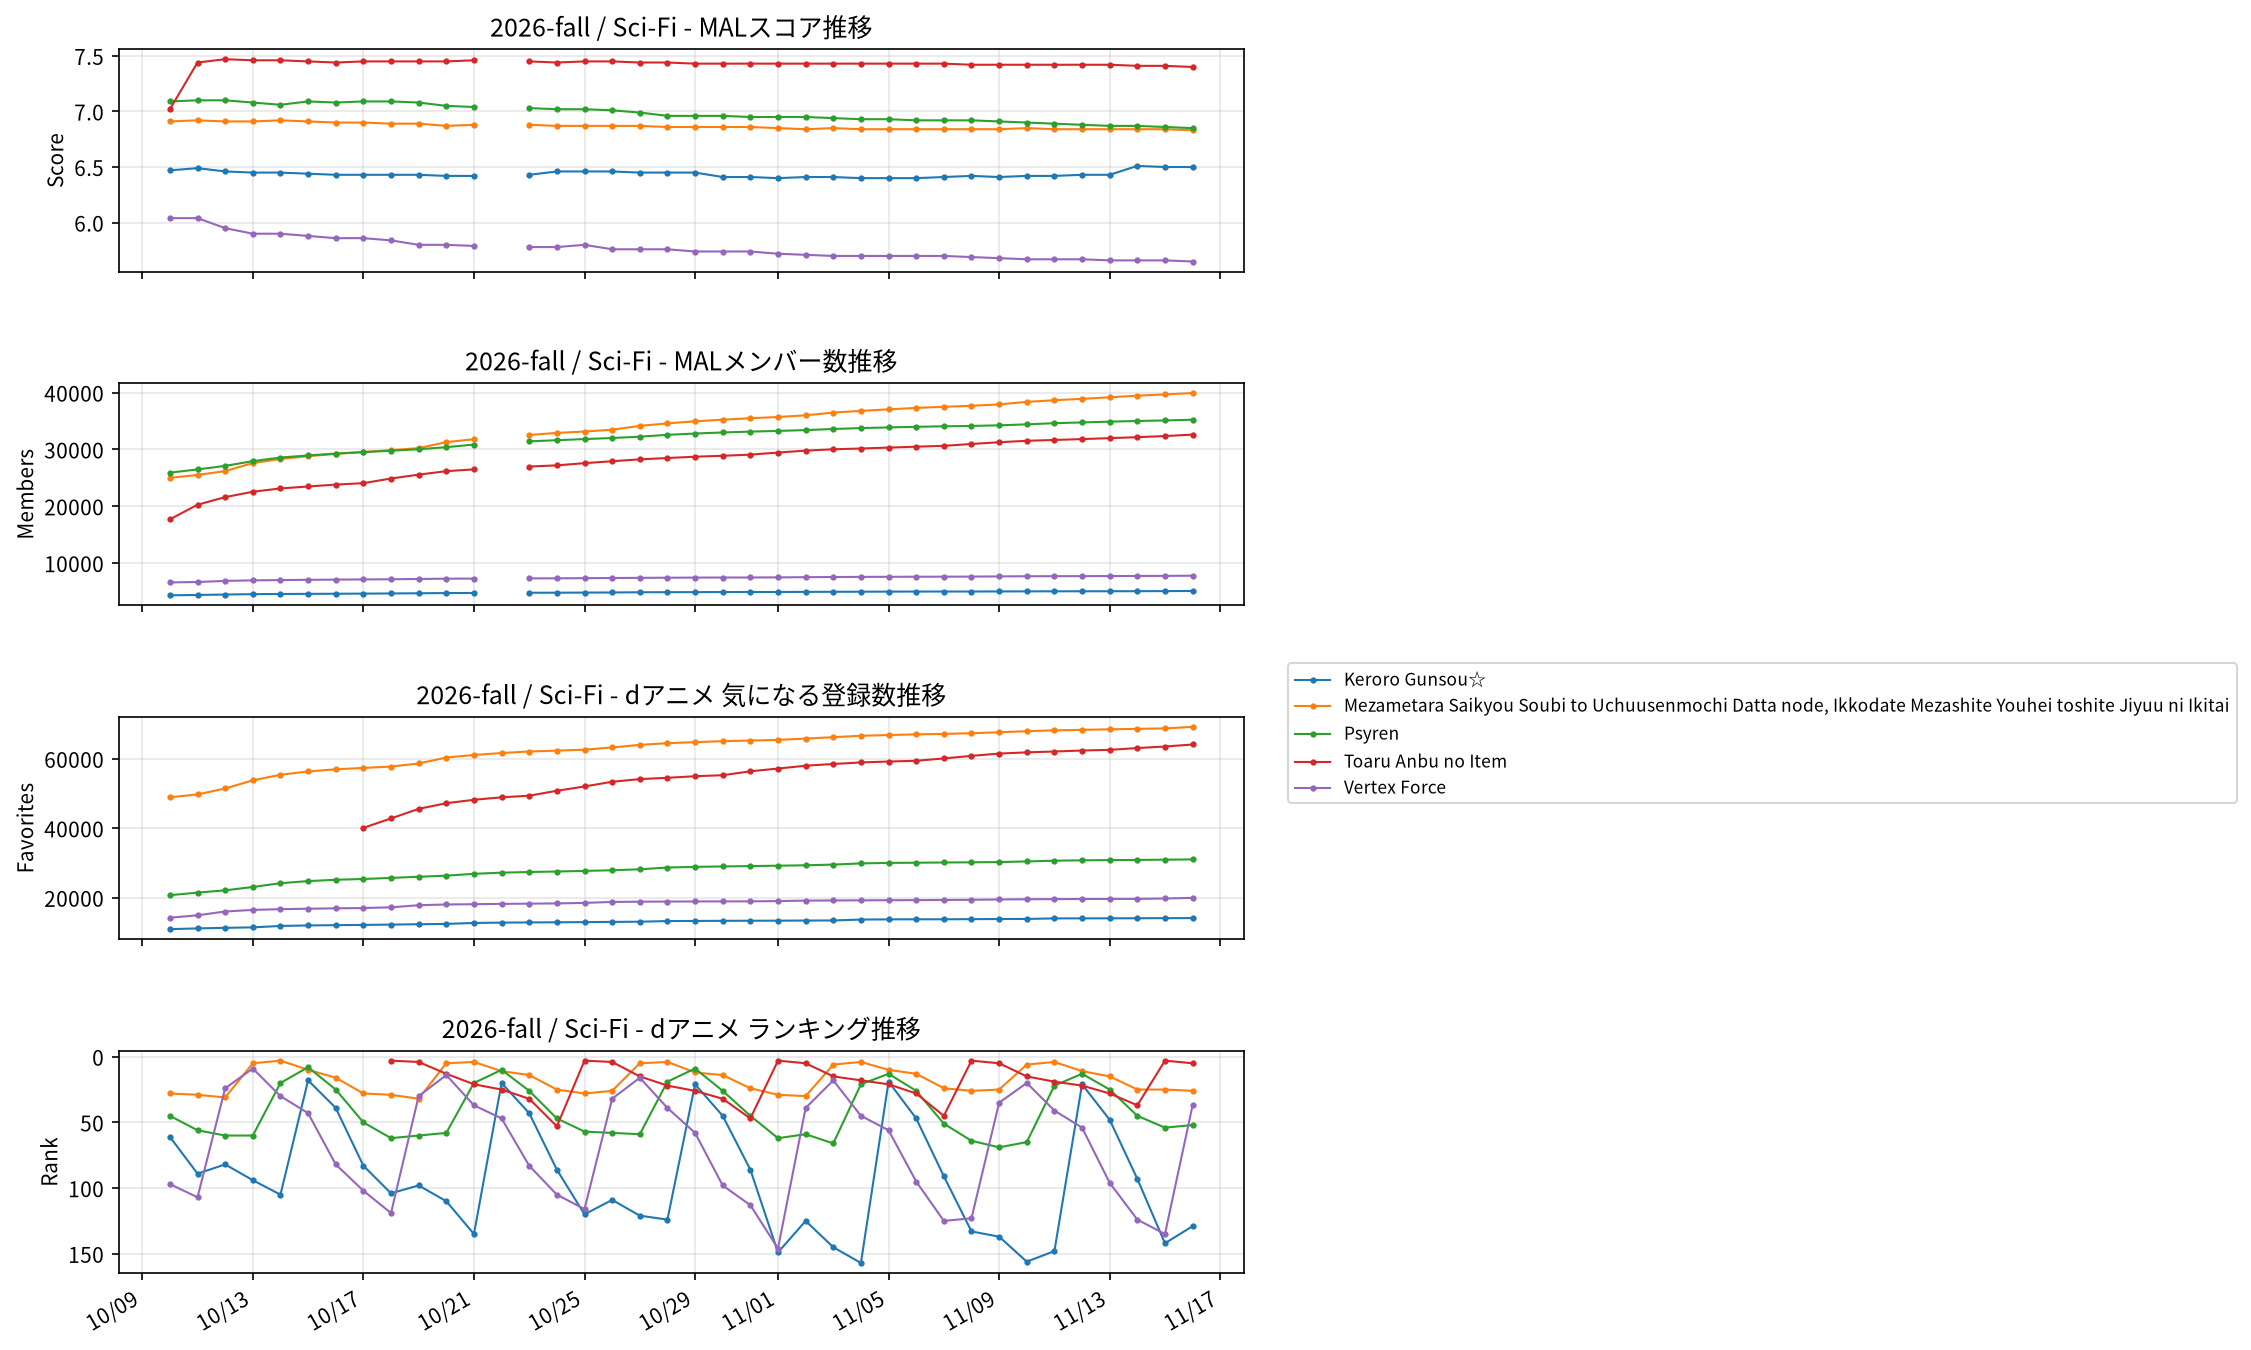 2026-fall / Sci-Fi - MALスコア推移
7.5
7.0
6.5
6.0
Score
2026-fall / Sci-Fi - MALメンバー数推移
40000
30000
20000
10000
Members
2026-fall / Sci-Fi - dアニメ 気になる登録数推移
60000
40000
20000
Favorites
Keroro Gunsou☆
Mezametara Saikyou Soubi to Uchuusenmochi Datta node, Ikkodate Mezashite Youhei toshite Jiyuu ni Ikitai
Psyren
Toaru Anbu no Item
Vertex Force
2026-fall / Sci-Fi - dアニメ ランキング推移
0
50
100
150
Rank
10/09
10/13
10/17
10/21
10/25
10/29
11/01
11/05
11/09
11/13
11/17